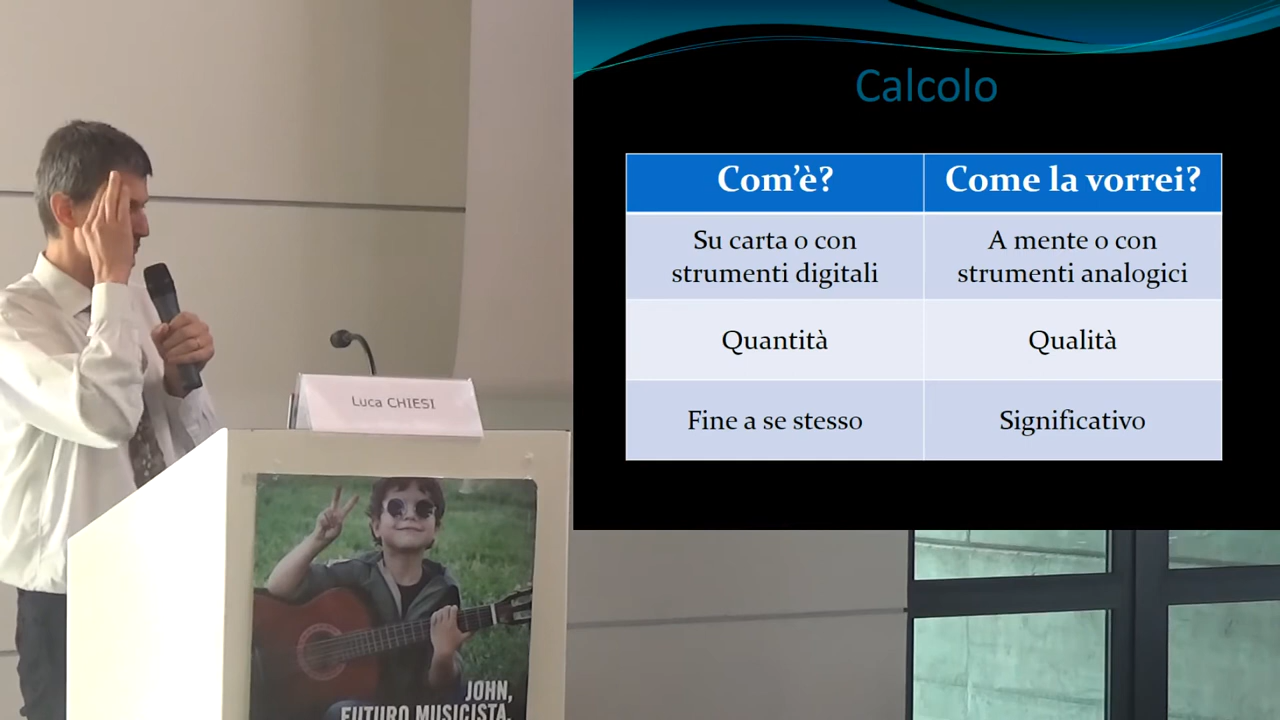 Calcolo
Com'è?
Come la vorrei?
Su carta o con
strumenti digitali
A mente o con
strumenti analogici
Quantità
Qualità
Fine a se stesso
Significativo
Luca CHIESI
JOHN,
FUTURO MUSICISTA.